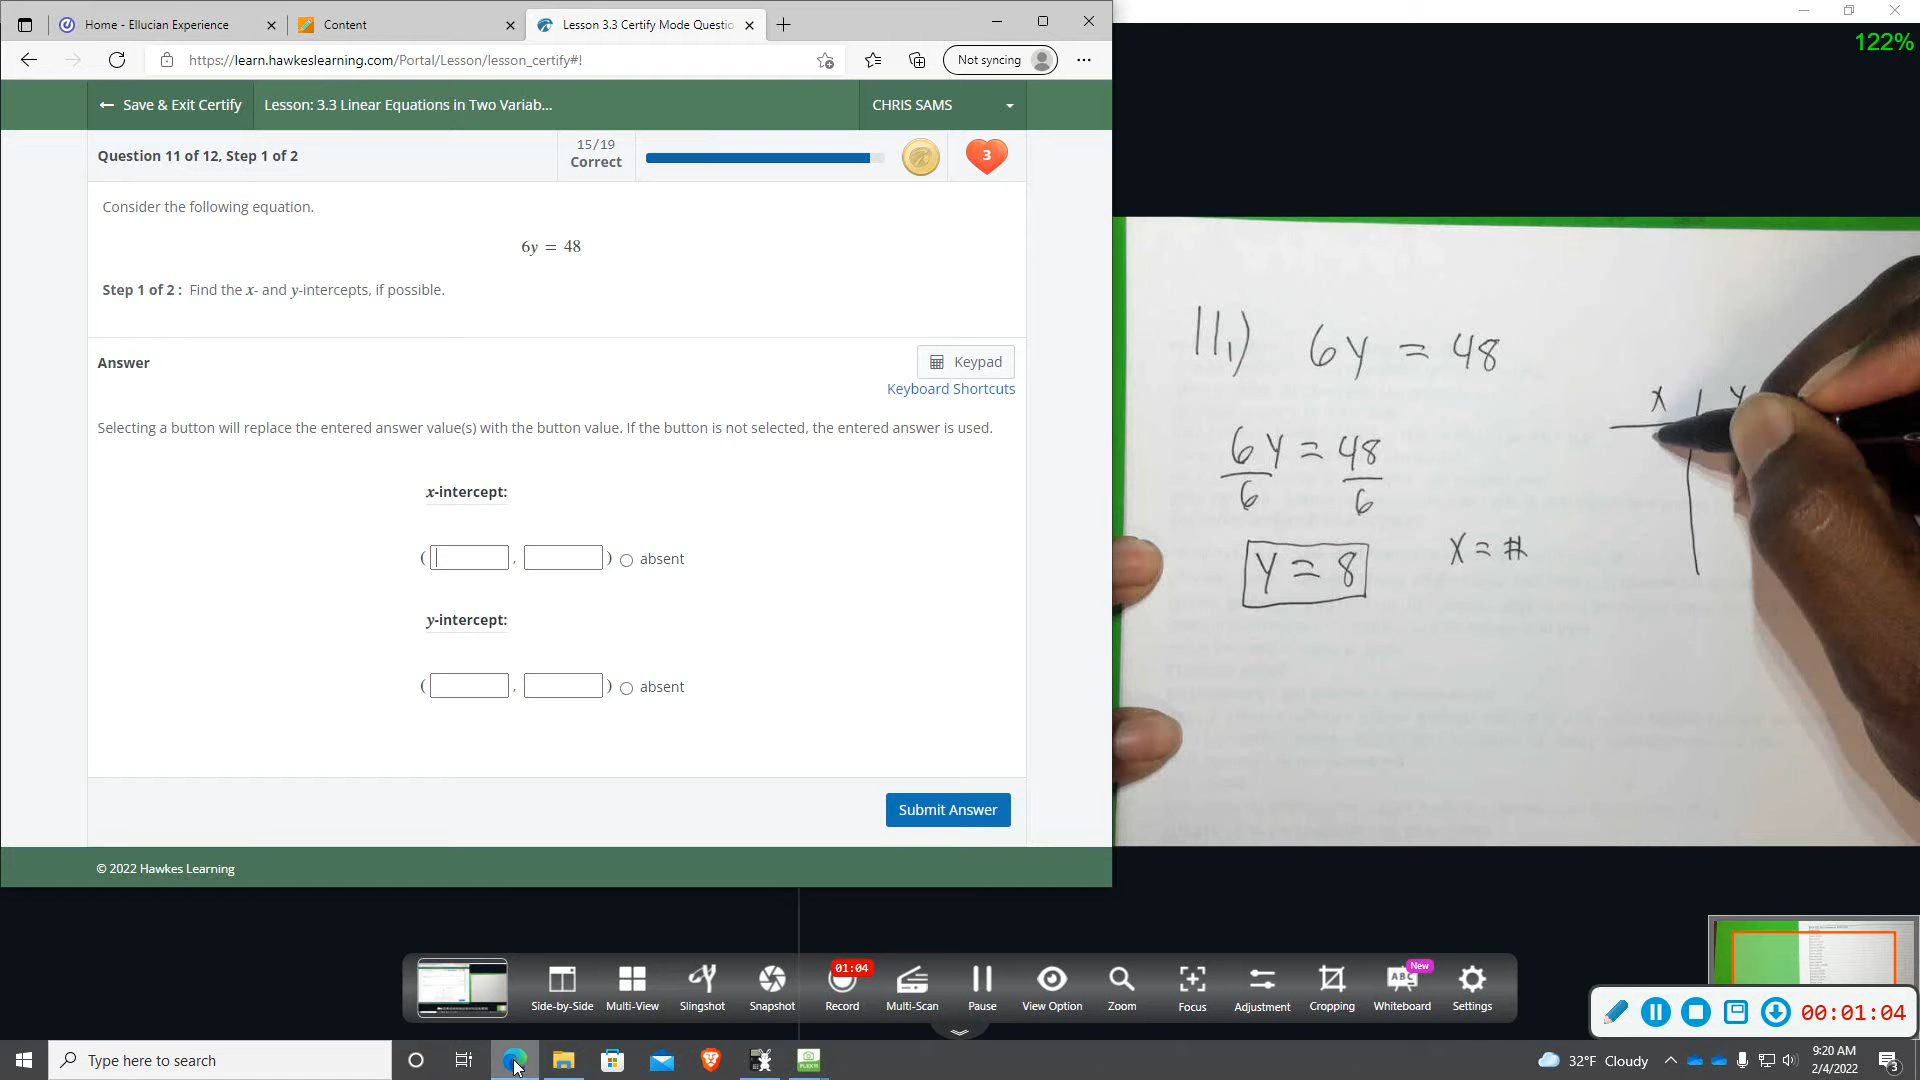 Home - Ellucian Experience
Content
Lesson 3.3 Certify Mode Questio
122%
https://learn.hawkeslearning.com/Portal/Lesson/lesson_certify#!
Not syncing
← Save & Exit Certify
Lesson: 3.3 Linear Equations in Two Variab...
CHRIS SAMS
Question 11 of 12, Step 1 of 2
15/19
Correct
3
Consider the following equation.
6y = 48
Step 1 of 2 : Find the x- and y-intercepts, if possible.
Answer
Keypad
Keyboard Shortcuts
Selecting a button will replace the entered answer value(s) with the button value. If the button is not selected, the entered answer is used.
x-intercept:
( , ) absent
y-intercept:
( , ) absent
Submit Answer
© 2022 Hawkes Learning
11.) 6Y = 48
X Y
6Y = 48
6 6
Y = 8
X = #
01:04
New
Side-by-Side
Multi-View
Slingshot
Snapshot
Record
Multi-Scan
Pause
View Option
Zoom
Focus
Adjustment
Cropping
ABC
Whiteboard
Settings
00:01:04
Type here to search
32°F Cloudy
9:20 AM
2/4/2022
3